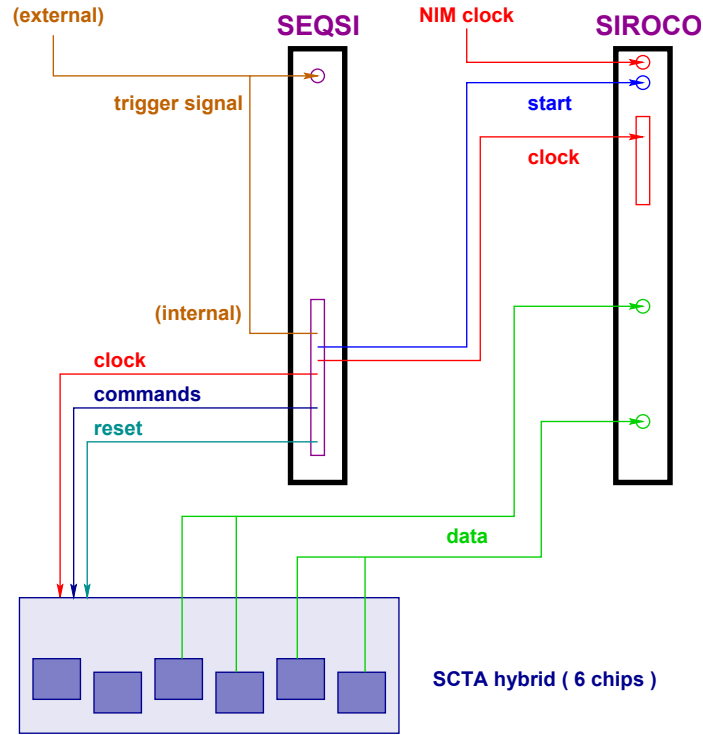 (external)
SEQSI
NIM clock
SIROCO
trigger signal
start
clock
(internal)
clock
commands
reset
data
SCTA hybrid ( 6 chips )